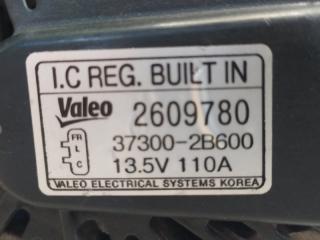 I.C REG. BUILT IN
Valeo 2609780
FR
L 37300-2B600
C 13.5V 110A
VALEO ELECTRICAL SYSTEMS KOREA